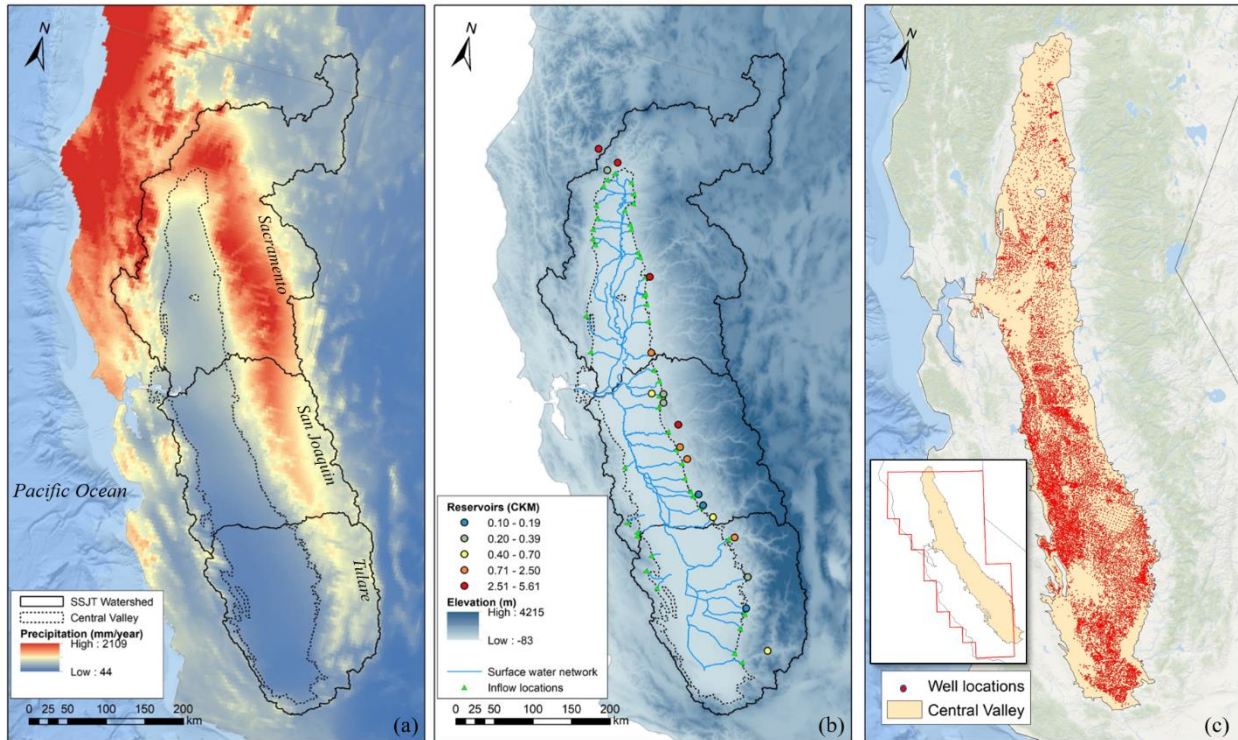 N
Sacramento
San Joaquin
Tulare
Pacific Ocean
SSJT Watershed
Central Valley
Precipitation (mm/year)
High : 2109
Low : 44
0 25 50 100 150 200
km
(a)
N
Reservoirs (CKM)
0.10 - 0.19
0.20 - 0.39
0.40 - 0.70
0.71 - 2.50
2.51 - 5.61
Elevation (m)
High : 4215
Low : -83
Surface water network
Inflow locations
0 25 50 100 150 200
km
(b)
N
Well locations
Central Valley
(c)